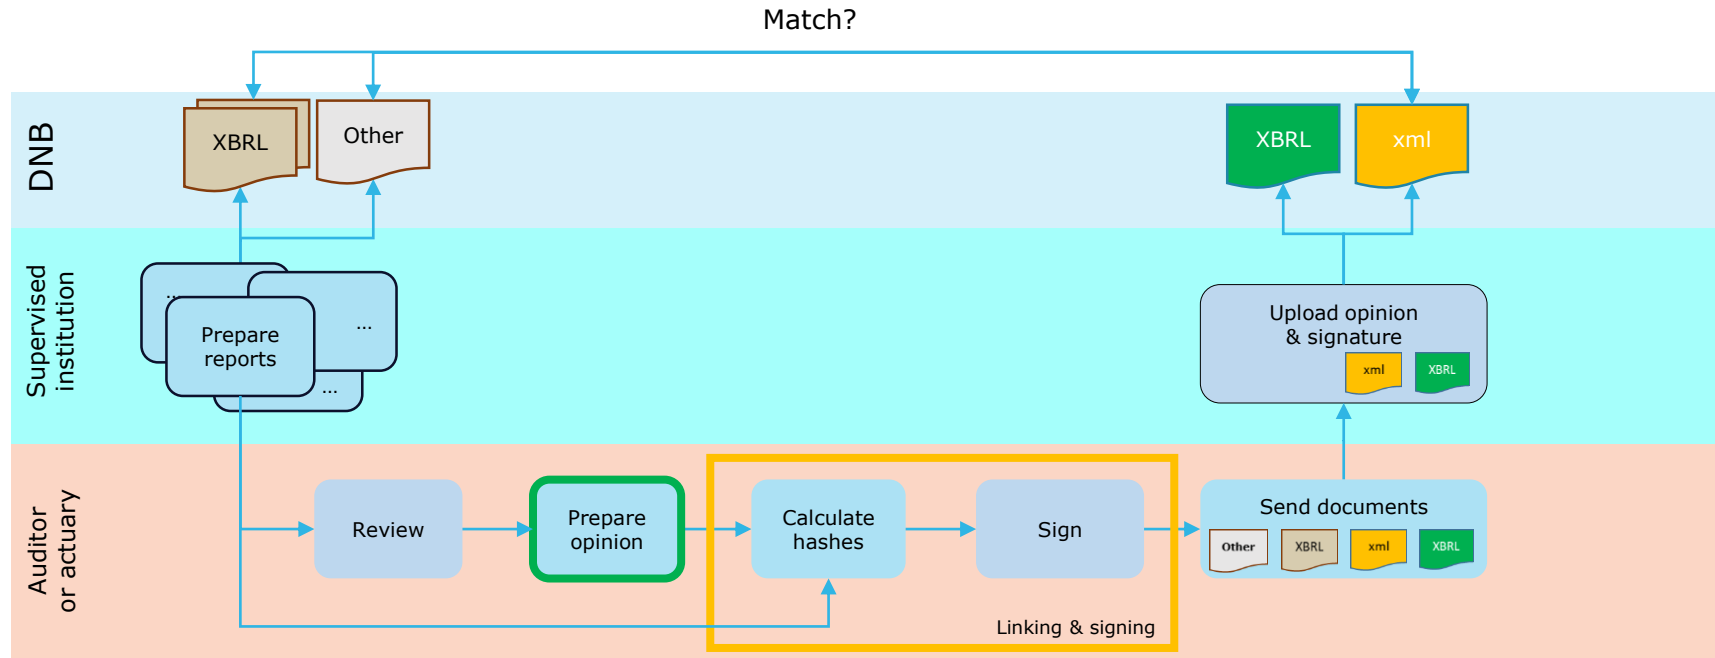 Match?
DNB
XBRL
Other
XBRL
xml
Supervised
institution
...
...
Prepare
reports
...
Upload opinion
& signature
xml
XBRL
Auditor
or actuary
Review
Prepare
opinion
Calculate
hashes
Sign
Linking & signing
Send documents
Other
XBRL
xml
XBRL